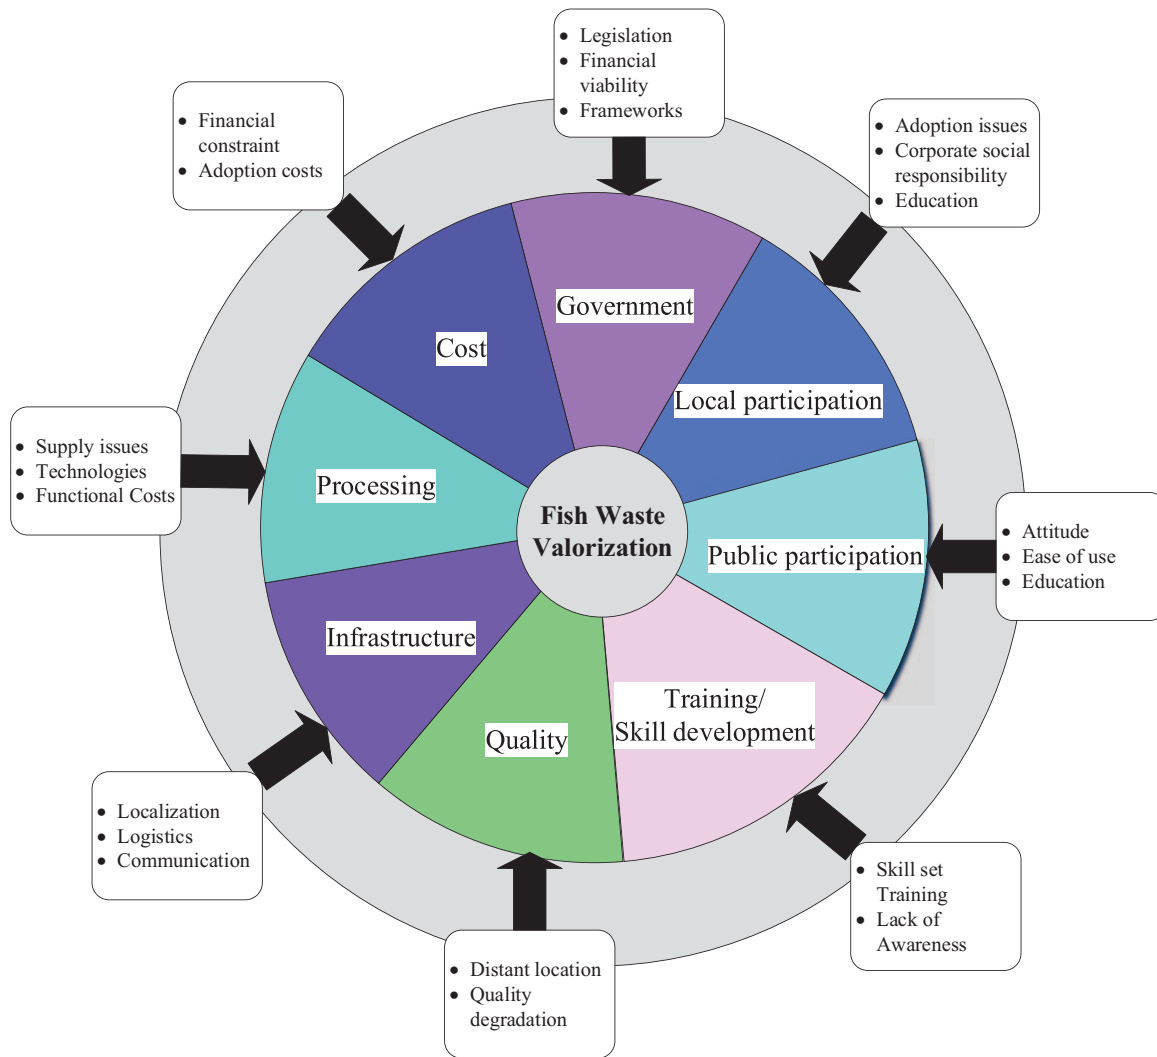 • Legislation
• Financial
viability
• Frameworks
• Financial
constraint
• Adoption costs
• Adoption issues
• Corporate social
responsibility
• Education
Government
Cost
Local participation
• Supply issues
• Technologies
• Functional Costs
Processing
Fish Waste
Valorization
Public participation
• Attitude
• Ease of use
• Education
Infrastructure
Quality
Training/
Skill development
• Localization
• Logistics
• Communication
• Skill set
Training
• Lack of
Awareness
• Distant location
• Quality
degradation